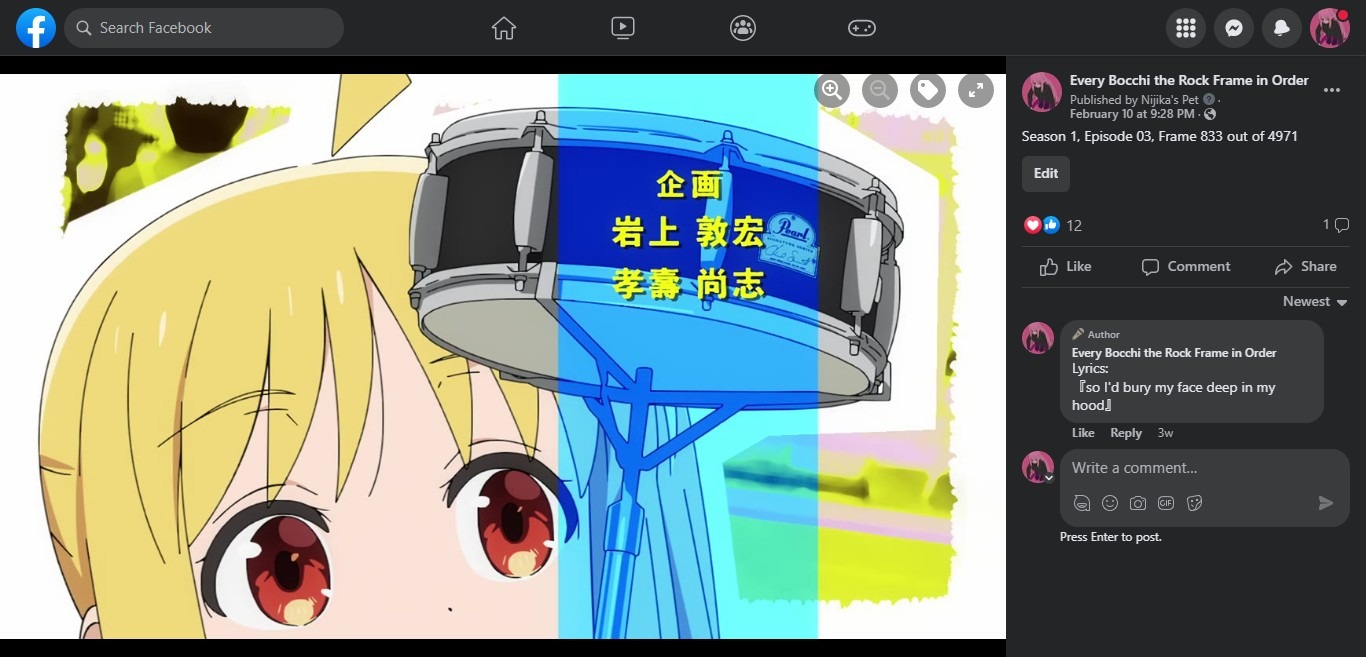 Search Facebook
企画
岩上 敦宏
孝壽 尚志
Pearl
Every Bocchi the Rock Frame in Order
Published by Nijika's Pet
February 10 at 9:28 PM
Season 1, Episode 03, Frame 833 out of 4971
Edit
12
1
Like
Comment
Share
Newest
Author
Every Bocchi the Rock Frame in Order
Lyrics:
『so I'd bury my face deep in my
hood』
Like Reply 3w
Write a comment…
GIF
Press Enter to post.